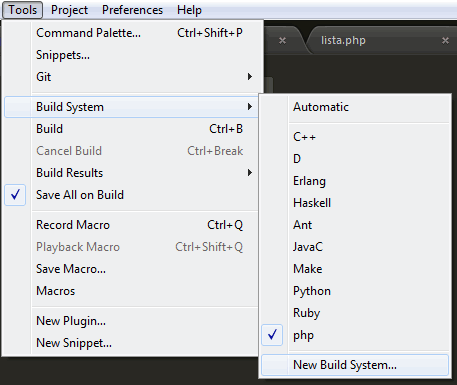 Tools Project Preferences Help
Command Palette... Ctrl+Shift+P
Snippets...
Git
Build System
Build Ctrl+B
Cancel Build Ctrl+Break
Build Results
Save All on Build
Record Macro Ctrl+Q
Playback Macro Ctrl+Shift+Q
Save Macro...
Macros
New Plugin...
New Snippet...
lista.php
Automatic
C++
D
Erlang
Haskell
Ant
JavaC
Make
Python
Ruby
php
New Build System...